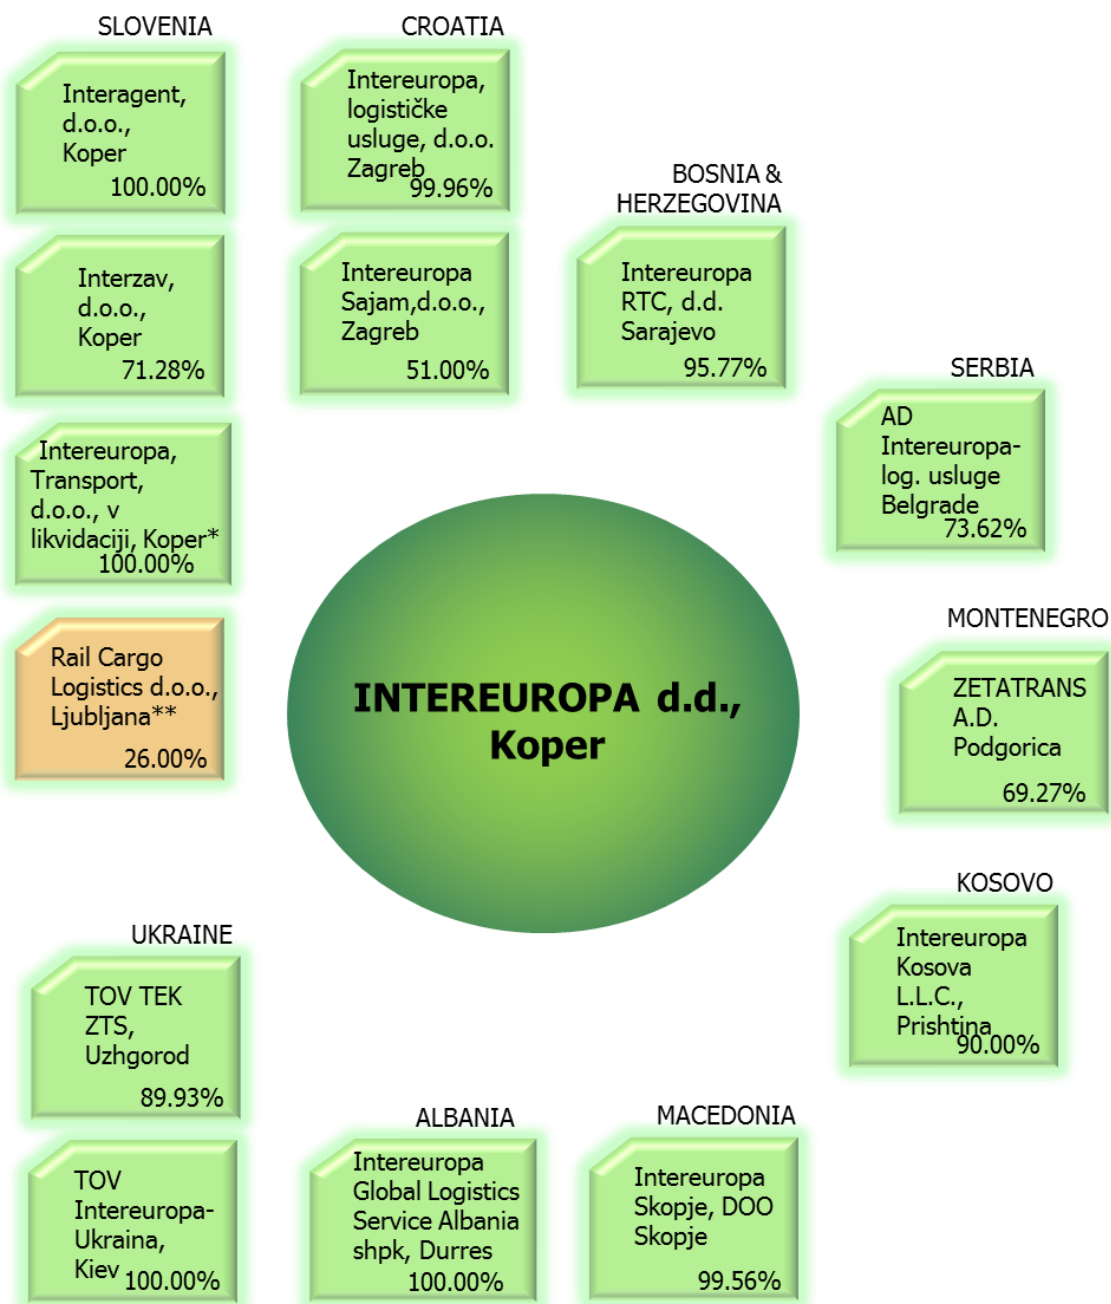 SLOVENIA
Interagent,
d.o.o.,
Koper
100.00%
Interzav,
d.o.o.,
Koper
71.28%
Intereuropa,
Transport,
d.o.o., v
likvidaciji, Koper*
100.00%
Rail Cargo
Logistics d.o.o.,
Ljubljana**
26.00%
CROATIA
Intereuropa,
logističke
usluge, d.o.o.
Zagreb
99.96%
Intereuropa
Sajam,d.o.o.,
Zagreb
51.00%
BOSNIA &
HERZEGOVINA
Intereuropa
RTC, d.d.
Sarajevo
95.77%
SERBIA
AD
Intereuropa-
log. usluge
Belgrade
73.62%
INTEREUROPA d.d.,
Koper
MONTENEGRO
ZETATRANS
A.D.
Podgorica
69.27%
KOSOVO
Intereuropa
Kosova
L.L.C.,
Prishtina
90.00%
UKRAINE
TOV TEK
ZTS,
Uzhgorod
89.93%
TOV
Intereuropa-
Ukraina,
Kiev
100.00%
ALBANIA
Intereuropa
Global Logistics
Service Albania
shpk, Durres
100.00%
MACEDONIA
Intereuropa
Skopje, DOO
Skopje
99.56%